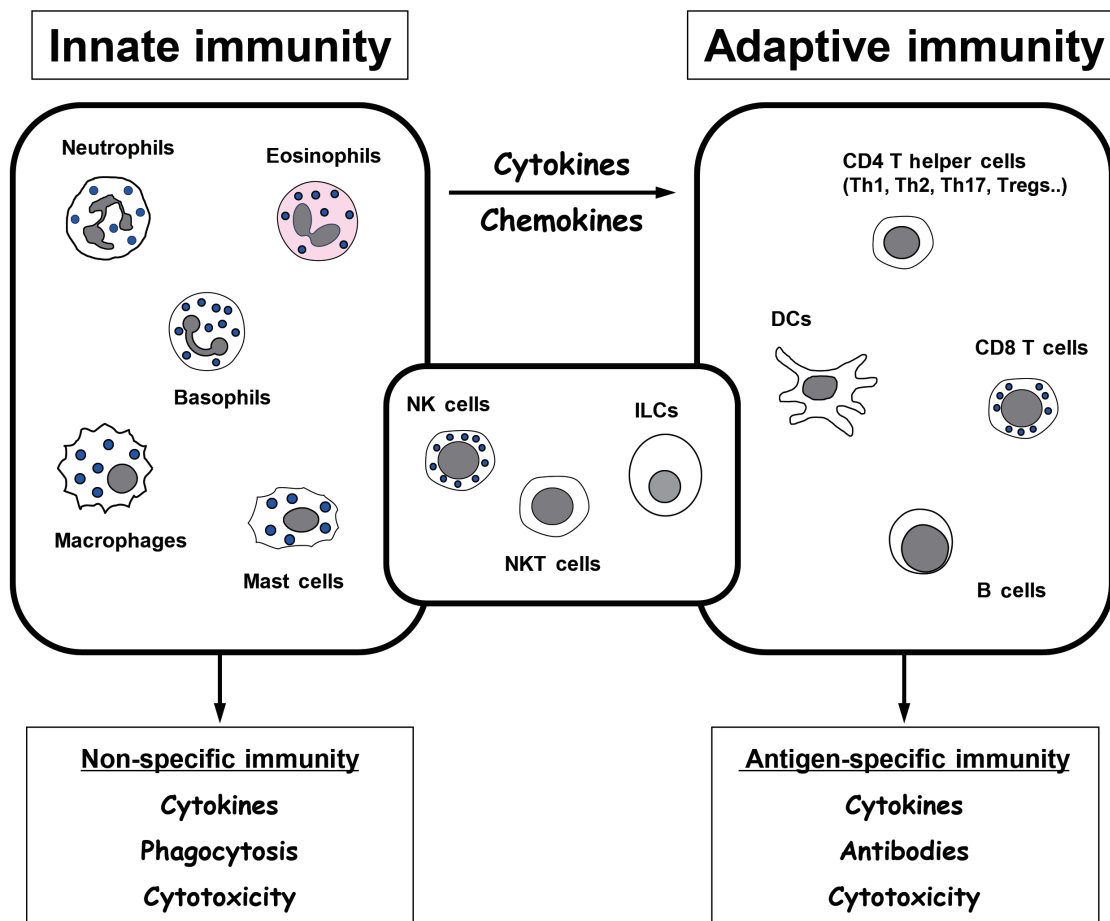 Innate immunity
Adaptive immunity
Neutrophils
Eosinophils
Basophils
Macrophages
Mast cells
Cytokines
Chemokines
NK cells
ILCs
NKT cells
CD4 T helper cells
(Th1, Th2, Th17, Tregs..)
DCs
CD8 T cells
B cells
Non-specific immunity
Cytokines
Phagocytosis
Cytotoxicity
Antigen-specific immunity
Cytokines
Antibodies
Cytotoxicity